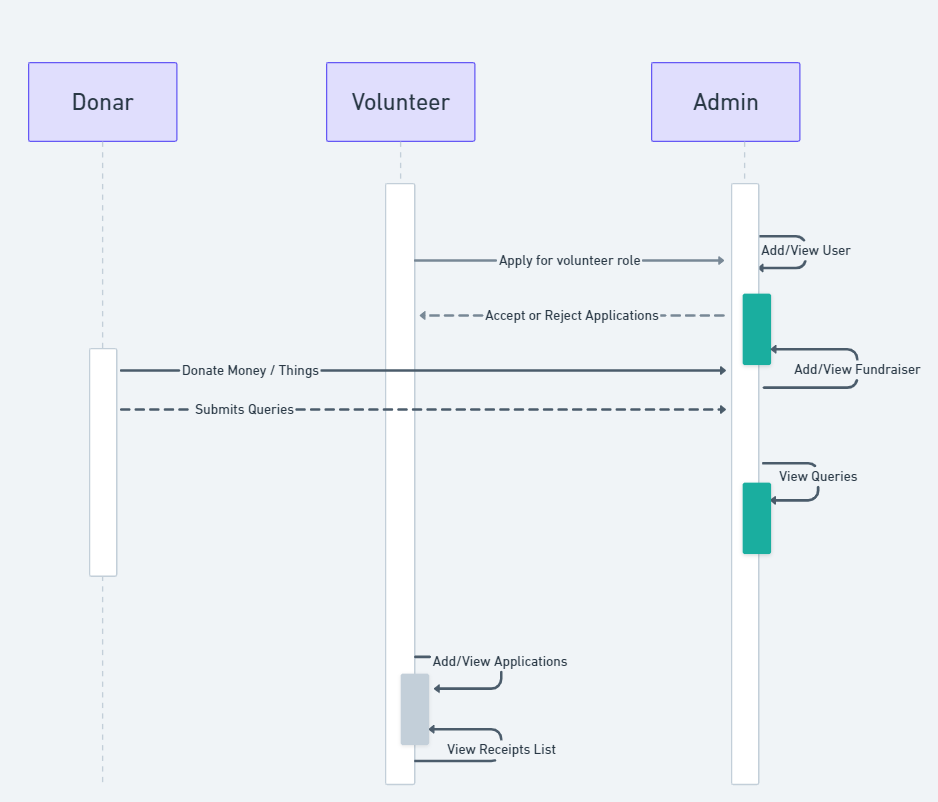 Donar
Volunteer
Admin
Add/View User
Apply for volunteer role
Accept or Reject Applications
Donate Money / Things
Add/View Fundraiser
Submits Queries
View Queries
Add/View Applications
View Receipts List